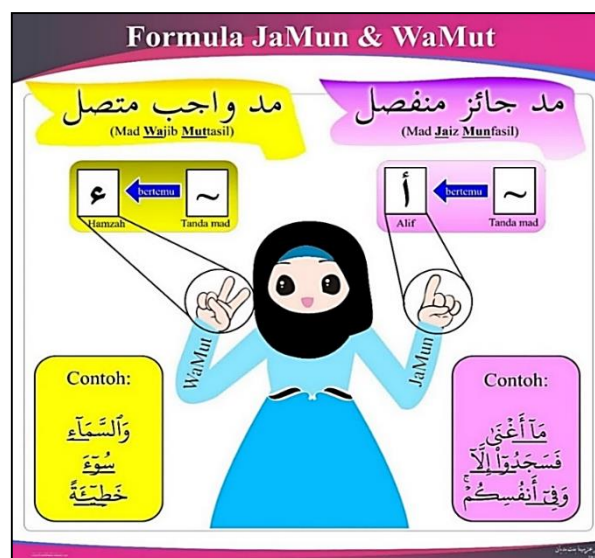 Formula JaMun & WaMut
مد واجب متصل
(Mad Wajib Muttasil)
مد جائز منفصل
(Mad Jaiz Munfasil)
ء bertemu ~
Hamzah Tanda mad
أ bertemu ~
Alif Tanda mad
WaMut
JaMun
Contoh:
وَٱلسَّمَآءِ
سُوٓءَ
خَطِيٓـَٔةً
Contoh:
مَآ أَغْنَىٰ
فَسَجَدُوٓا۟ إِلَّآ
وَفِىٓ أَنفُسِكُمْ ۚ